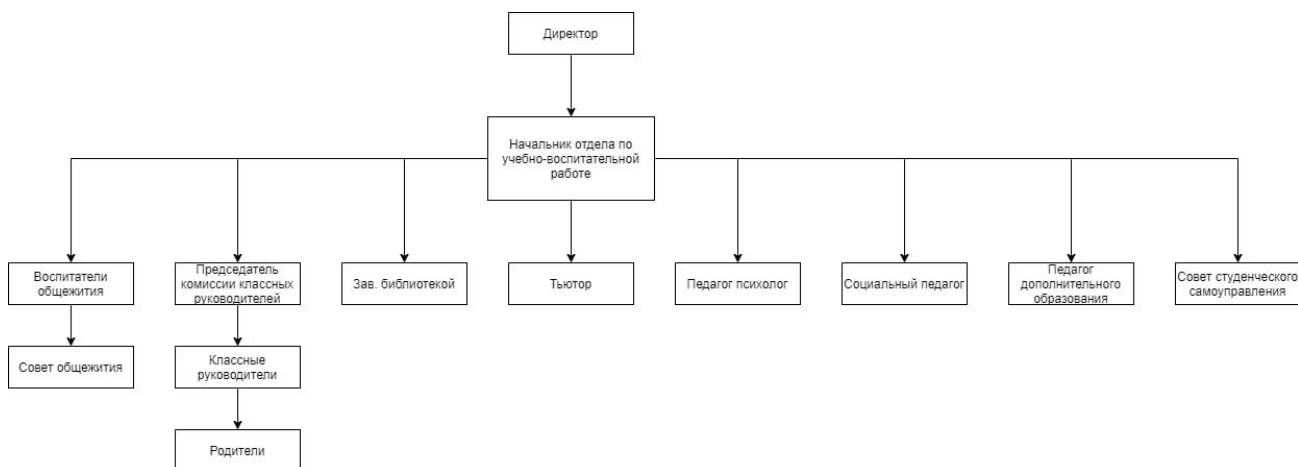 Директор
Начальник отдела по
учебно-воспитательной
работе
Воспитатели
общежития
Председатель
комиссии классных
руководителей
Зав. библиотекой
Тьютор
Педагог психолог
Социальный педагог
Педагог
дополнительного
образования
Совет студенческого
самоуправления
Совет общежития
Классные
руководители
Родители